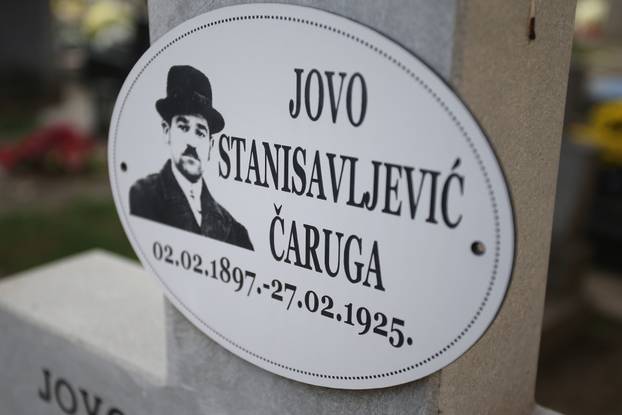 JOVO
STANISAVLJEVIĆ
ČARUGA
02.02.1897.-27.02.1925.
JOVO